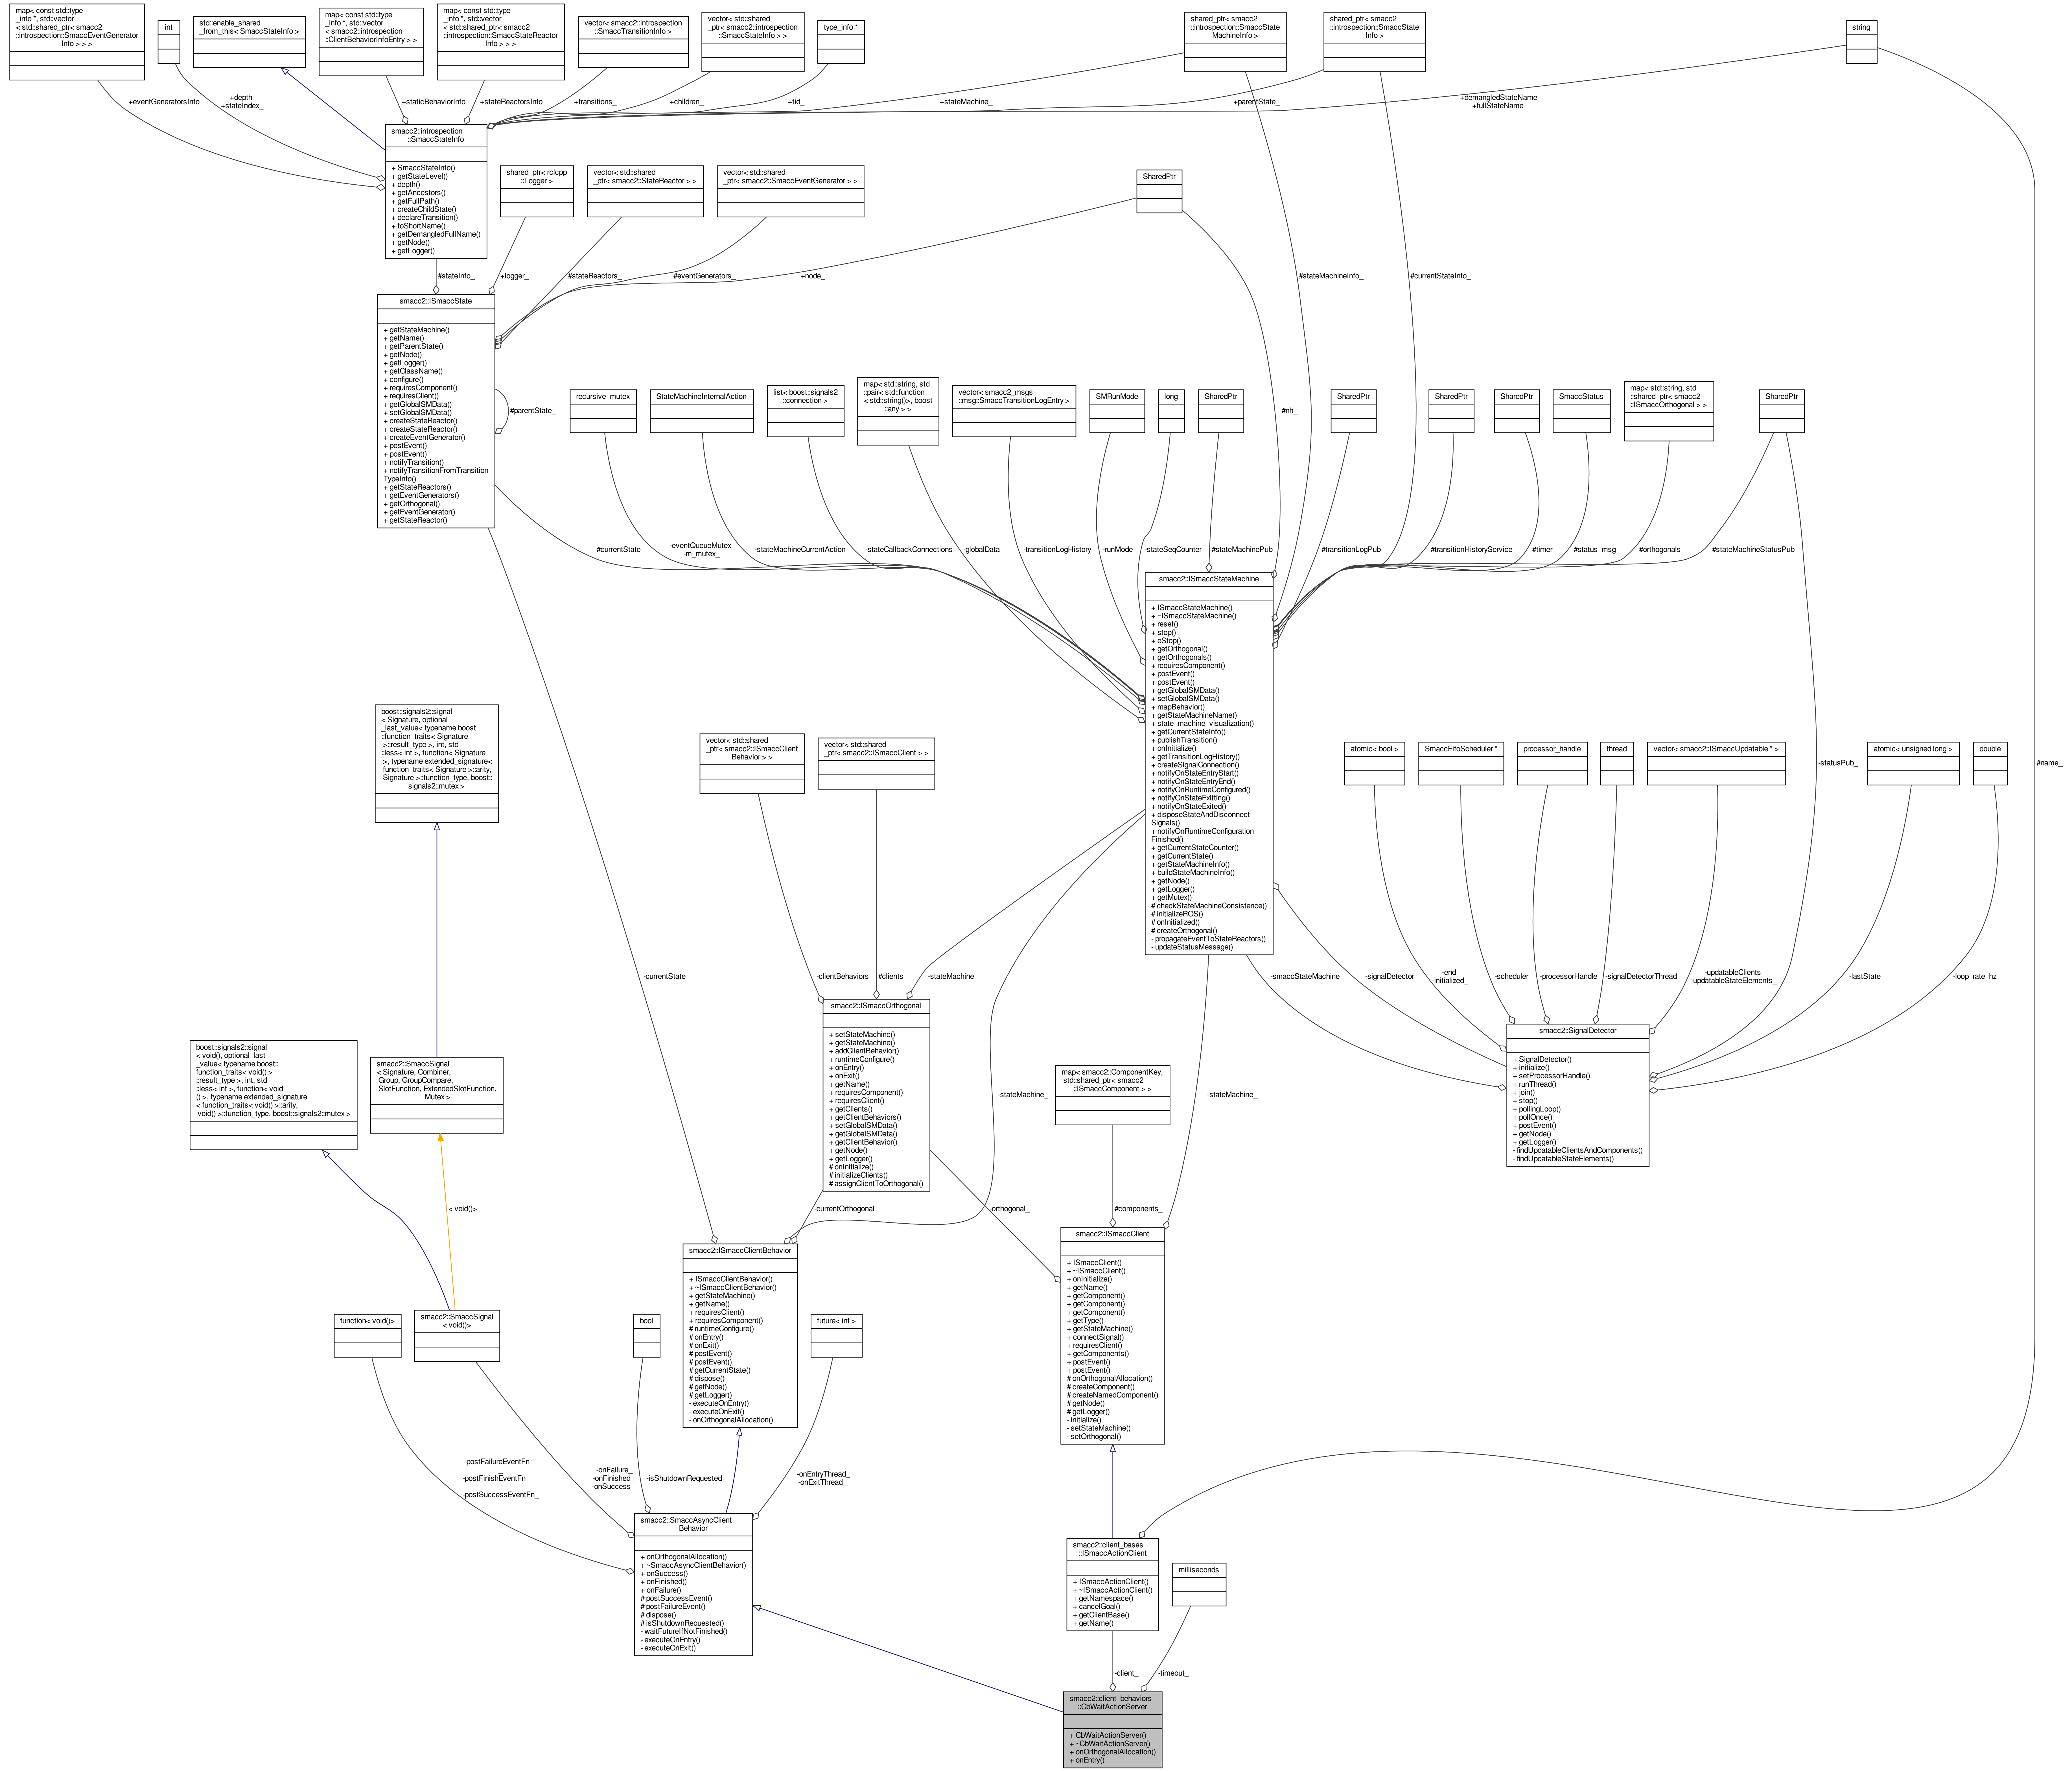 map< const std::type
_info *, std::vector
< std::shared_ptr< smacc2
::introspection::SmaccEventGenerator
Info > > >
int
std::enable_shared
_from_this< SmaccStateInfo >
map< const std::type
_info *, std::vector
< smacc2::introspection
::ClientBehaviorInfoEntry > >
map< const std::type
_info *, std::vector
< std::shared_ptr< smacc2
::introspection::SmaccStateReactor
Info > > >
vector< smacc2::introspection
::SmaccTransitionInfo >
vector< std::shared
_ptr< smacc2::introspection
::SmaccStateInfo > >
type_info *
shared_ptr< smacc2
::introspection::SmaccState
MachineInfo >
shared_ptr< smacc2
::introspection::SmaccState
Info >
string
+eventGeneratorsInfo
+depth_
+stateIndex_
+staticBehaviorInfo
+stateReactorsInfo
+transitions_
+children_
+tid_
+stateMachine_
+parentState_
+demangledStateName
+fullStateName
smacc2::introspection
::SmaccStateInfo
+ SmaccStateInfo()
+ getStateLevel()
+ depth()
+ getAncestors()
+ getFullPath()
+ createChildState()
+ declareTransition()
+ toShortName()
+ getDemangledFullName()
+ getNode()
+ getLogger()
shared_ptr< rclcpp
::Logger >
vector< std::shared
_ptr< smacc2::StateReactor > >
vector< std::shared
_ptr< smacc2::SmaccEventGenerator > >
SharedPtr
#stateInfo_
+logger_
#stateReactors_
#eventGenerators_
+node_
#stateMachineInfo_
#currentStateInfo_
smacc2::ISmaccState
+ getStateMachine()
+ getName()
+ getParentState()
+ getNode()
+ getLogger()
+ getClassName()
+ configure()
+ requiresComponent()
+ requiresClient()
+ getGlobalSMData()
+ setGlobalSMData()
+ createStateReactor()
+ createStateReactor()
+ createEventGenerator()
+ postEvent()
+ postEvent()
+ notifyTransition()
+ notifyTransitionFromTransition
TypeInfo()
+ getStateReactors()
+ getEventGenerators()
+ getOrthogonal()
+ getEventGenerator()
+ getStateReactor()
#parentState_
recursive_mutex
StateMachineInternalAction
list< boost::signals2
::connection >
map< std::string, std
::pair< std::function
< std::string()>, boost
::any > >
vector< smacc2_msgs
::msg::SmaccTransitionLogEntry >
SMRunMode
long
SharedPtr
#nh_
SharedPtr
SharedPtr
SharedPtr
SmaccStatus
map< std::string, std
::shared_ptr< smacc2
::ISmaccOrthogonal > >
SharedPtr
#currentState_
-eventQueueMutex_
-m_mutex_
-stateMachineCurrentAction
-stateCallbackConnections
-globalData_
-transitionLogHistory_
-runMode_
-stateSeqCounter_
#stateMachinePub_
#transitionLogPub_
#transitionHistoryService_
#timer_
#status_msg_
#orthogonals_
#stateMachineStatusPub_
smacc2::ISmaccStateMachine
+ ISmaccStateMachine()
+ ~ISmaccStateMachine()
+ reset()
+ stop()
+ eStop()
+ getOrthogonal()
+ getOrthogonals()
+ requiresComponent()
+ postEvent()
+ postEvent()
+ getGlobalSMData()
+ setGlobalSMData()
+ mapBehavior()
+ getStateMachineName()
+ state_machine_visualization()
+ getCurrentStateInfo()
+ publishTransition()
+ onInitialize()
+ getTransitionLogHistory()
+ createSignalConnection()
+ notifyOnStateEntryStart()
+ notifyOnStateEntryEnd()
+ notifyOnRuntimeConfigured()
+ notifyOnStateExitting()
+ notifyOnStateExited()
+ disposeStateAndDisconnect
Signals()
+ notifyOnRuntimeConfiguration
Finished()
+ getCurrentStateCounter()
+ getCurrentState()
+ getStateMachineInfo()
+ buildStateMachineInfo()
+ getNode()
+ getLogger()
+ getMutex()
# checkStateMachineConsistence()
# initializeROS()
# onInitialized()
# createOrthogonal()
- propagateEventToStateReactors()
- updateStatusMessage()
boost::signals2::signal
< Signature, optional
_last_value< typename boost
::function_traits< Signature
>::result_type >, int, std
::less< int >, function< Signature
>, typename extended_signature<
function_traits< Signature >::arity,
Signature >::function_type, boost::
signals2::mutex >
vector< std::shared
_ptr< smacc2::ISmaccClient
Behavior > >
vector< std::shared
_ptr< smacc2::ISmaccClient > >
atomic< bool >
SmaccFifoScheduler *
processor_handle
thread
vector< smacc2::ISmaccUpdatable * >
-statusPub_
atomic< unsigned long >
double
#name_
-currentState
-clientBehaviors_
#clients_
-stateMachine_
-smaccStateMachine_
-signalDetector_
-end_
-initialized_
-scheduler_
-processorHandle_
-signalDetectorThread_
-updatableClients_
-updatableStateElements_
-lastState_
-loop_rate_hz
smacc2::ISmaccOrthogonal
+ setStateMachine()
+ getStateMachine()
+ addClientBehavior()
+ runtimeConfigure()
+ onEntry()
+ onExit()
+ getName()
+ requiresComponent()
+ requiresClient()
+ getClients()
+ getClientBehaviors()
+ setGlobalSMData()
+ getGlobalSMData()
+ getClientBehavior()
+ getNode()
+ getLogger()
# onInitialize()
# initializeClients()
# assignClientToOrthogonal()
smacc2::SignalDetector
+ SignalDetector()
+ initialize()
+ setProcessorHandle()
+ runThread()
+ join()
+ stop()
+ pollingLoop()
+ pollOnce()
+ postEvent()
+ getNode()
+ getLogger()
- findUpdatableClientsAndComponents()
- findUpdatableStateElements()
boost::signals2::signal
< void(), optional_last
_value< typename boost::
function_traits< void() >
::result_type >, int, std
::less< int >, function< void
() >, typename extended_signature
< function_traits< void() >::arity,
void() >::function_type, boost::signals2::mutex >
smacc2::SmaccSignal
< Signature, Combiner,
Group, GroupCompare,
SlotFunction, ExtendedSlotFunction,
Mutex >
map< smacc2::ComponentKey,
std::shared_ptr< smacc2
::ISmaccComponent > >
-stateMachine_
-stateMachine_
< void()>
-currentOrthogonal
-orthogonal_
#components_
smacc2::ISmaccClientBehavior
+ ISmaccClientBehavior()
+ ~ISmaccClientBehavior()
+ getStateMachine()
+ getName()
+ requiresClient()
+ requiresComponent()
# runtimeConfigure()
# onEntry()
# onExit()
# postEvent()
# postEvent()
# getCurrentState()
# dispose()
# getNode()
# getLogger()
- executeOnEntry()
- executeOnExit()
- onOrthogonalAllocation()
smacc2::ISmaccClient
+ ISmaccClient()
+ ~ISmaccClient()
+ onInitialize()
+ getName()
+ getComponent()
+ getComponent()
+ getComponent()
+ getType()
+ getStateMachine()
+ connectSignal()
+ requiresClient()
+ getComponents()
+ postEvent()
+ postEvent()
# onOrthogonalAllocation()
# createComponent()
# createNamedComponent()
# getNode()
# getLogger()
- initialize()
- setStateMachine()
- setOrthogonal()
function< void()>
smacc2::SmaccSignal
< void()>
bool
future< int >
-postFailureEventFn
_
-postFinishEventFn
_
-postSuccessEventFn_
-onFailure_
-onFinished_
-onSuccess_
-isShutdownRequested_
-onEntryThread_
-onExitThread_
smacc2::SmaccAsyncClient
Behavior
+ onOrthogonalAllocation()
+ ~SmaccAsyncClientBehavior()
+ onSuccess()
+ onFinished()
+ onFailure()
# postSuccessEvent()
# postFailureEvent()
# dispose()
# isShutdownRequested()
- waitFutureIfNotFinished()
- executeOnEntry()
- executeOnExit()
smacc2::client_bases
::ISmaccActionClient
+ ISmaccActionClient()
+ ~ISmaccActionClient()
+ getNamespace()
+ cancelGoal()
+ getClientBase()
+ getName()
milliseconds
-client_
-timeout_
smacc2::client_behaviors
::CbWaitActionServer
+ CbWaitActionServer()
+ ~CbWaitActionServer()
+ onOrthogonalAllocation()
+ onEntry()